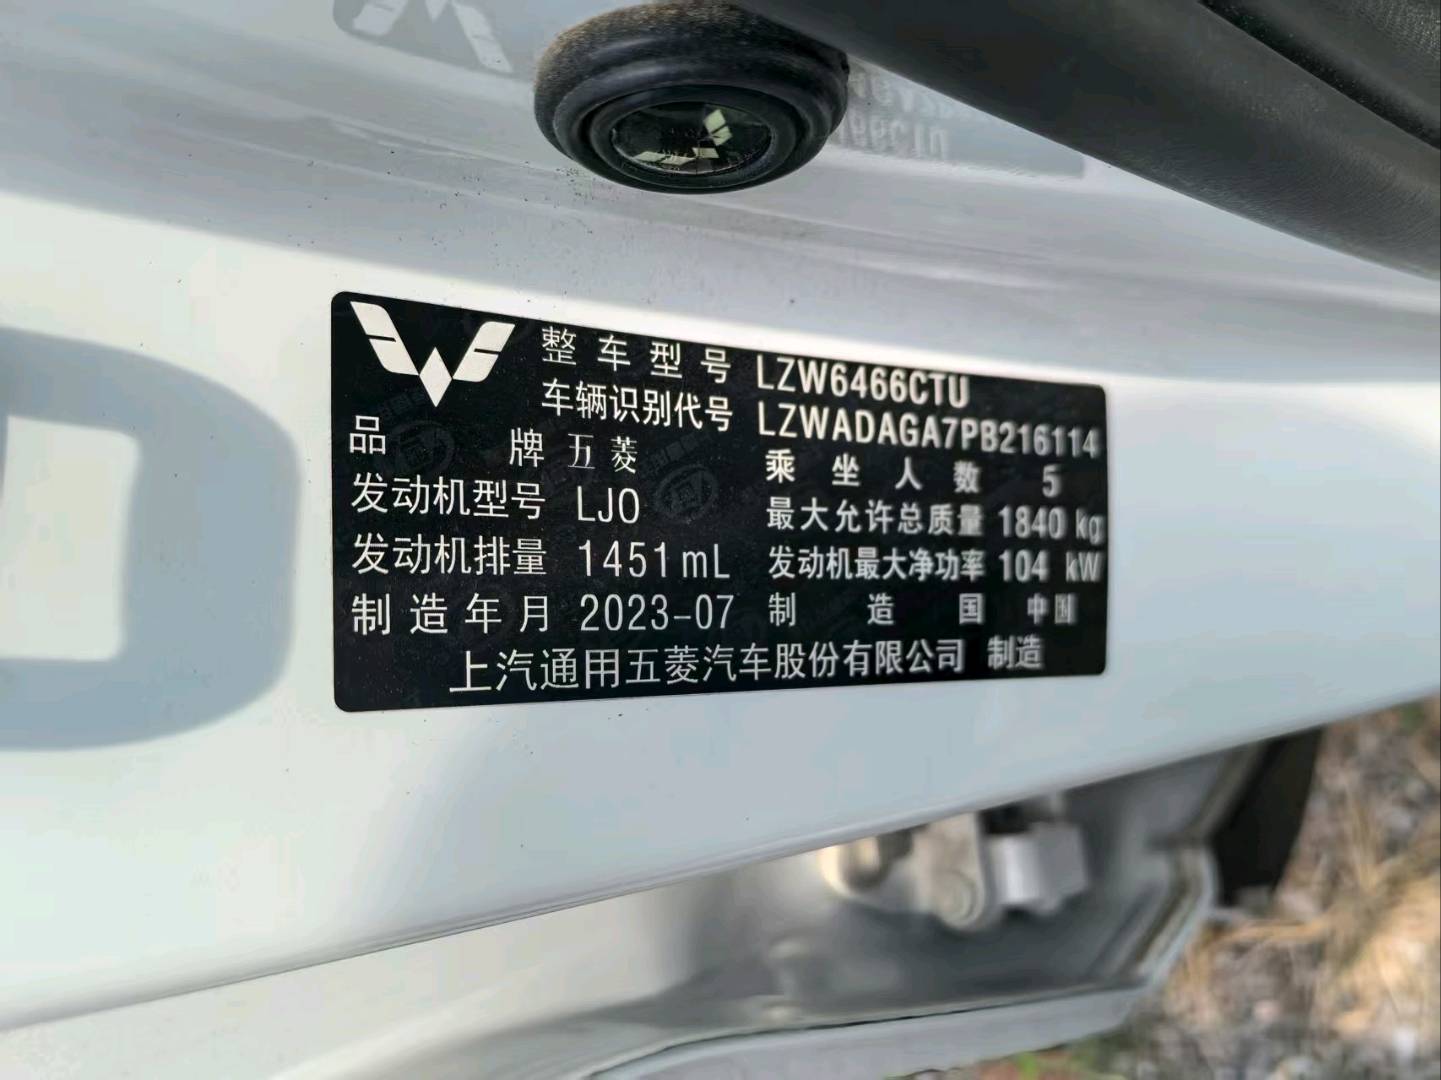 整车型号 LZW6466CTU
车辆识别代号 LZWADAGA7PB216114
品牌 五菱 乘坐人数 5
发动机型号 LJO 最大允许总质量 1840 kg
发动机排量 1451mL 发动机最大净功率 104 kW
制造年月 2023-07 制造国 中国
上汽通用五菱汽车股份有限公司 制造